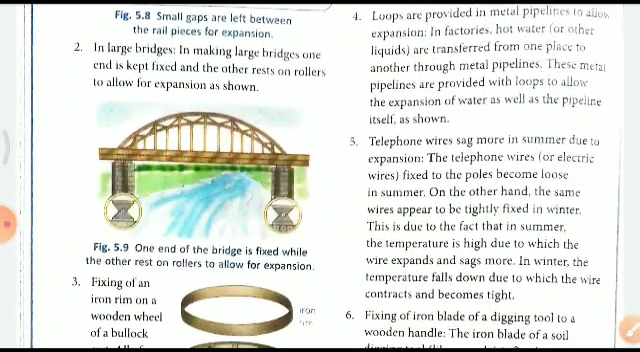 Fig. 5.8 Small gaps are left between
the rail pieces for expansion.
2. In large bridges: In making large bridges one
end is kept fixed and the other rests on rollers
to allow for expansion as shown.
Fig. 5.9 One end of the bridge is fixed while
the other rest on rollers to allow for expansion.
3. Fixing of an
iron rim on a
wooden wheel
of a bullock
iron
rim
4. Loops are provided in metal pipelines to allow
expansion: In factories, hot water (or other
liquids) are transferred from one place to
another through metal pipelines. These metal
pipelines are provided with loops to allow
the expansion of water as well as the pipeline
itself, as shown.
5. Telephone wires sag more in summer due to
expansion: The telephone wires (or electric
wires) fixed to the poles become loose
in summer. On the other hand, the same
wires appear to be tightly fixed in winter.
This is due to the fact that in summer,
the temperature is high due to which the
wire expands and sags more. In winter, the
temperature falls down due to which the wire
contracts and becomes tight.
6. Fixing of iron blade of a digging tool to a
wooden handle: The iron blade of a soil